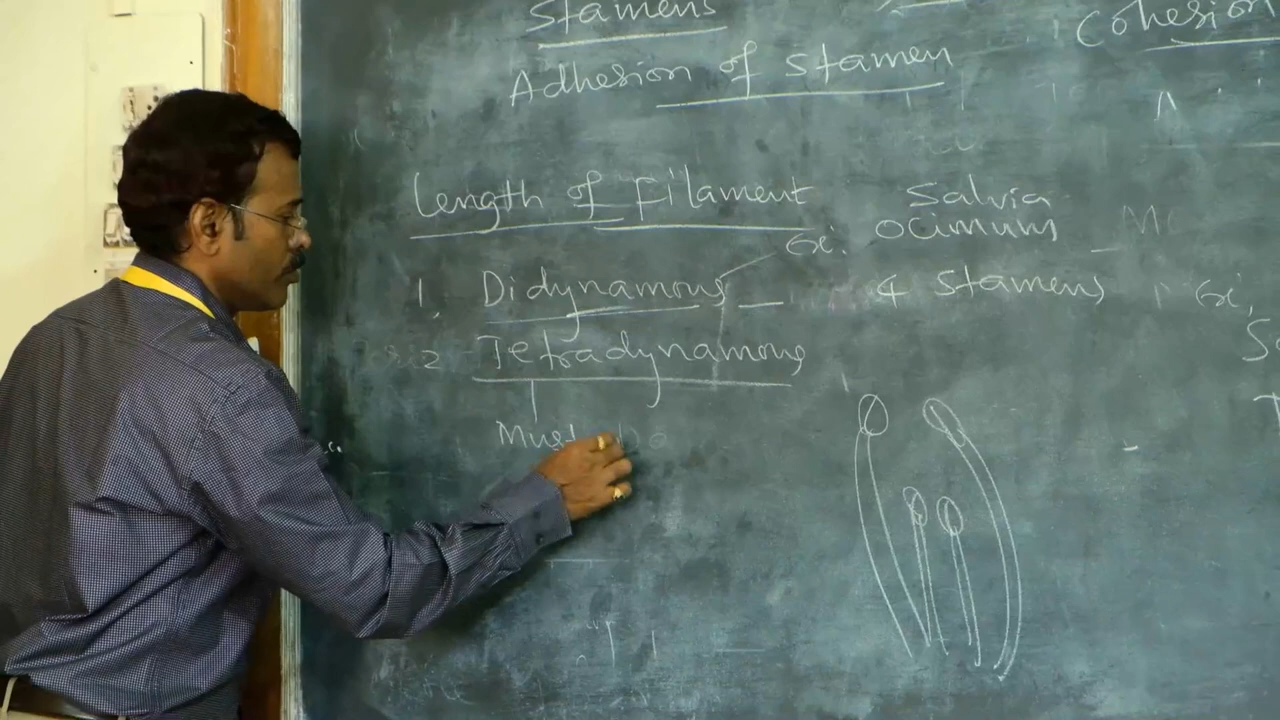 Stamens
Cohesion
Adhesion of stamen
Length of Filament
Salvia
Ex: Ocimum
1. Didynamous — 4 Stamens
Ex:
2 Tetradynamous
Must